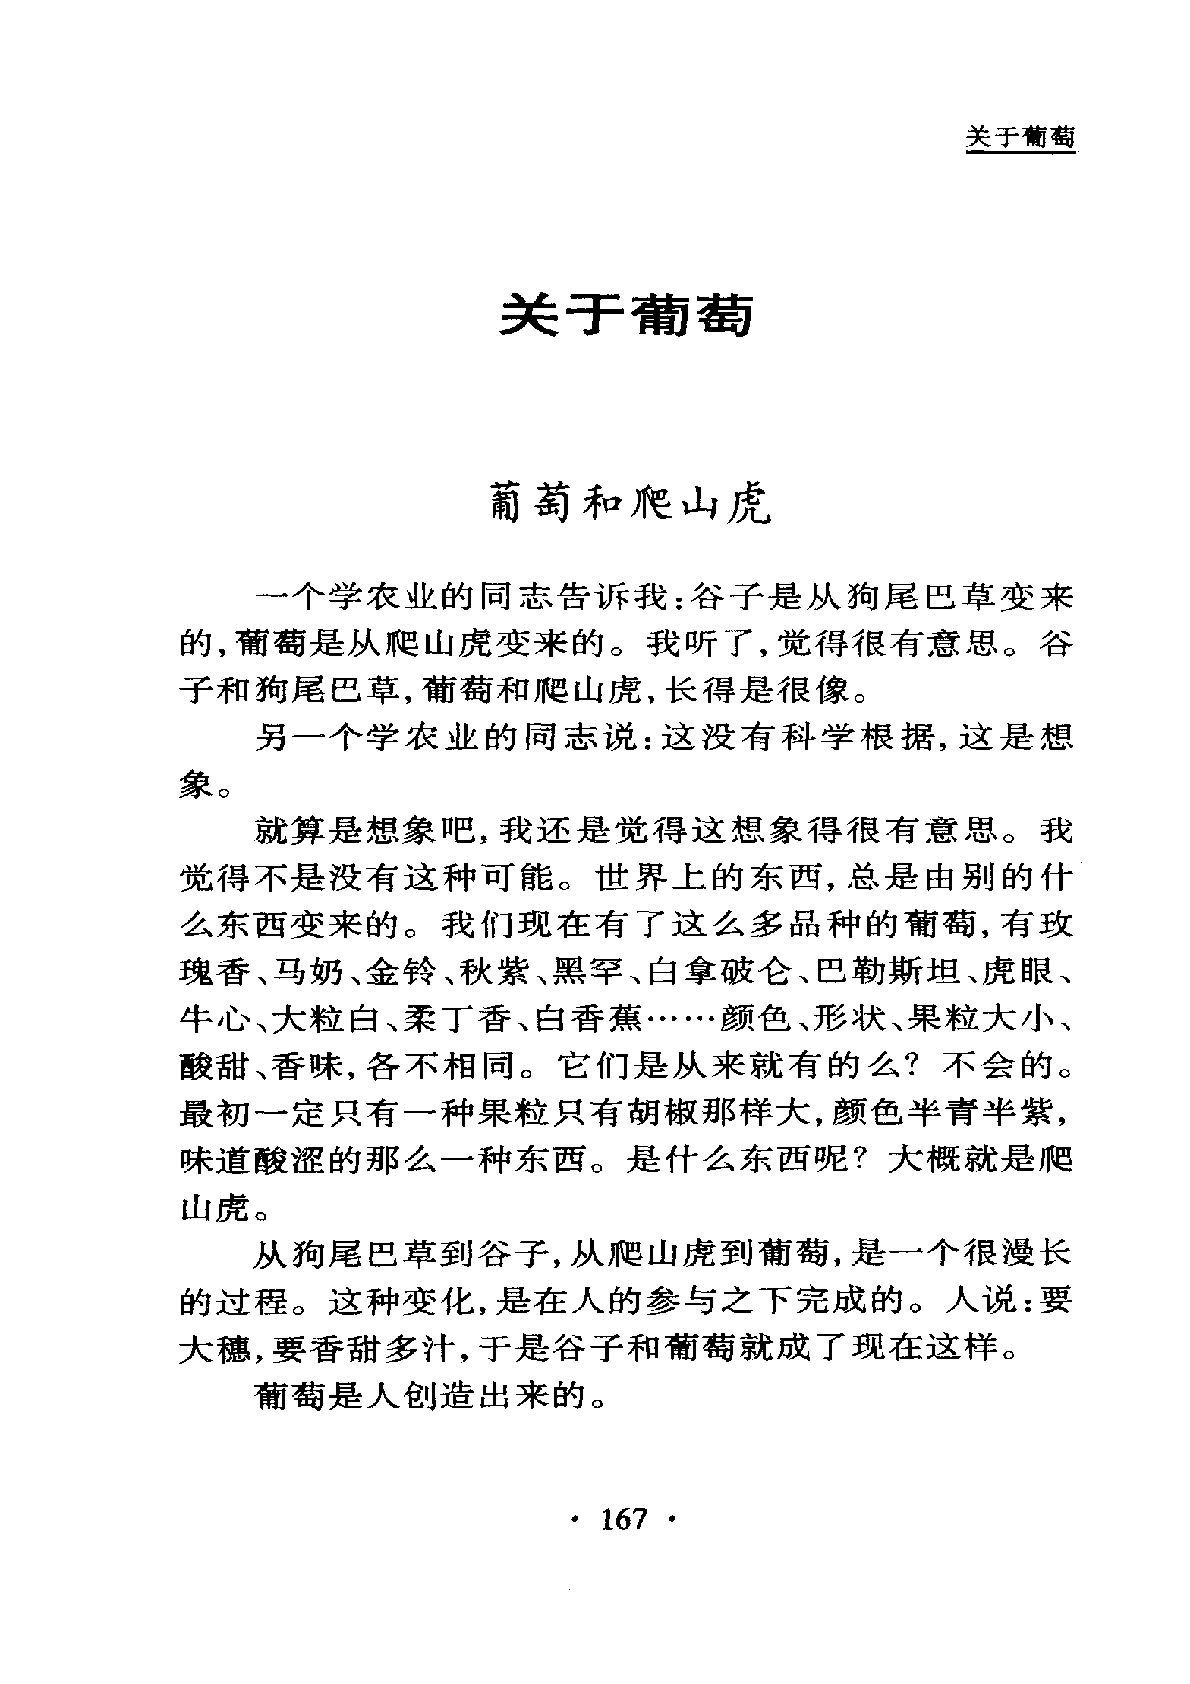 关于葡萄
关于葡萄
葡萄和爬山虎
一个学农业的同志告诉我:谷子是从狗尾巴草变来
的,葡萄是从爬山虎变来的。我听了,觉得很有意思。谷
子和狗尾巴草,葡萄和爬山虎,长得是很像。
另一个学农业的同志说:这没有科学根据,这是想
象。
就算是想象吧,我还是觉得这想象得很有意思。我
觉得不是没有这种可能。世界上的东西,总是由别的什
么东西变来的。我们现在有了这么多品种的葡萄,有玫
瑰香、马奶、金铃、秋紫、黑罕、白拿破仑、巴勒斯坦、虎眼、
牛心、大粒白、柔丁香、白香蕉……颜色、形状、果粒大小、
酸甜、香味,各不相同。它们是从来就有的么?不会的。
最初一定只有一种果粒只有胡椒那样大,颜色半青半紫,
味道酸涩的那么一种东西。是什么东西呢?大概就是爬
山虎。
从狗尾巴草到谷子,从爬山虎到葡萄,是一个很漫长
的过程。这种变化,是在人的参与之下完成的。人说:要
大穗,要香甜多汁,于是谷子和葡萄就成了现在这样。
葡萄是人创造出来的。
· 167 ·